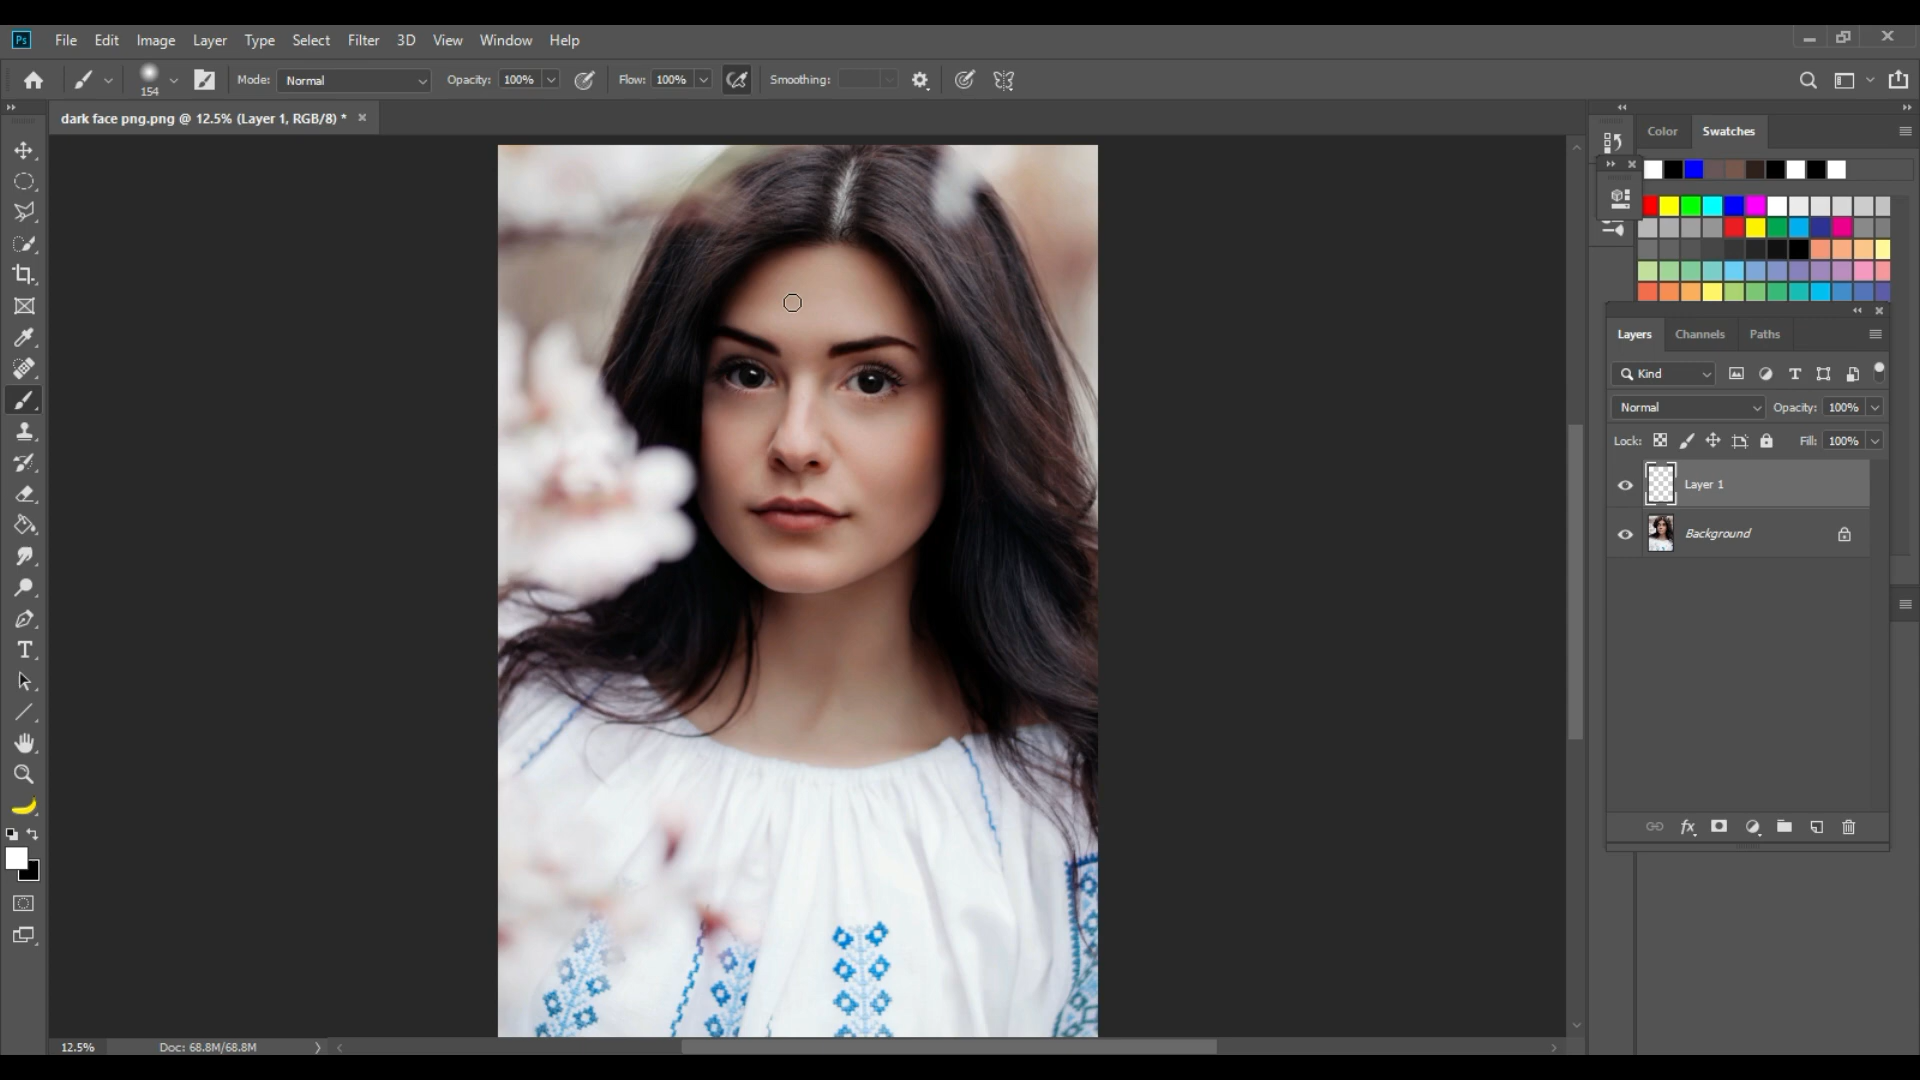 Ps File Edit Image Layer Type Select Filter 3D View Window Help
154 Mode: Normal Opacity: 100% Flow: 100% Smoothing:
dark face png.png @ 12.5% (Layer 1, RGB/8) *
Color Swatches
Layers Channels Paths
Kind
Normal Opacity: 100%
Lock: Fill: 100%
Layer 1
Background
fx
12.5% Doc: 68.8M/68.8M